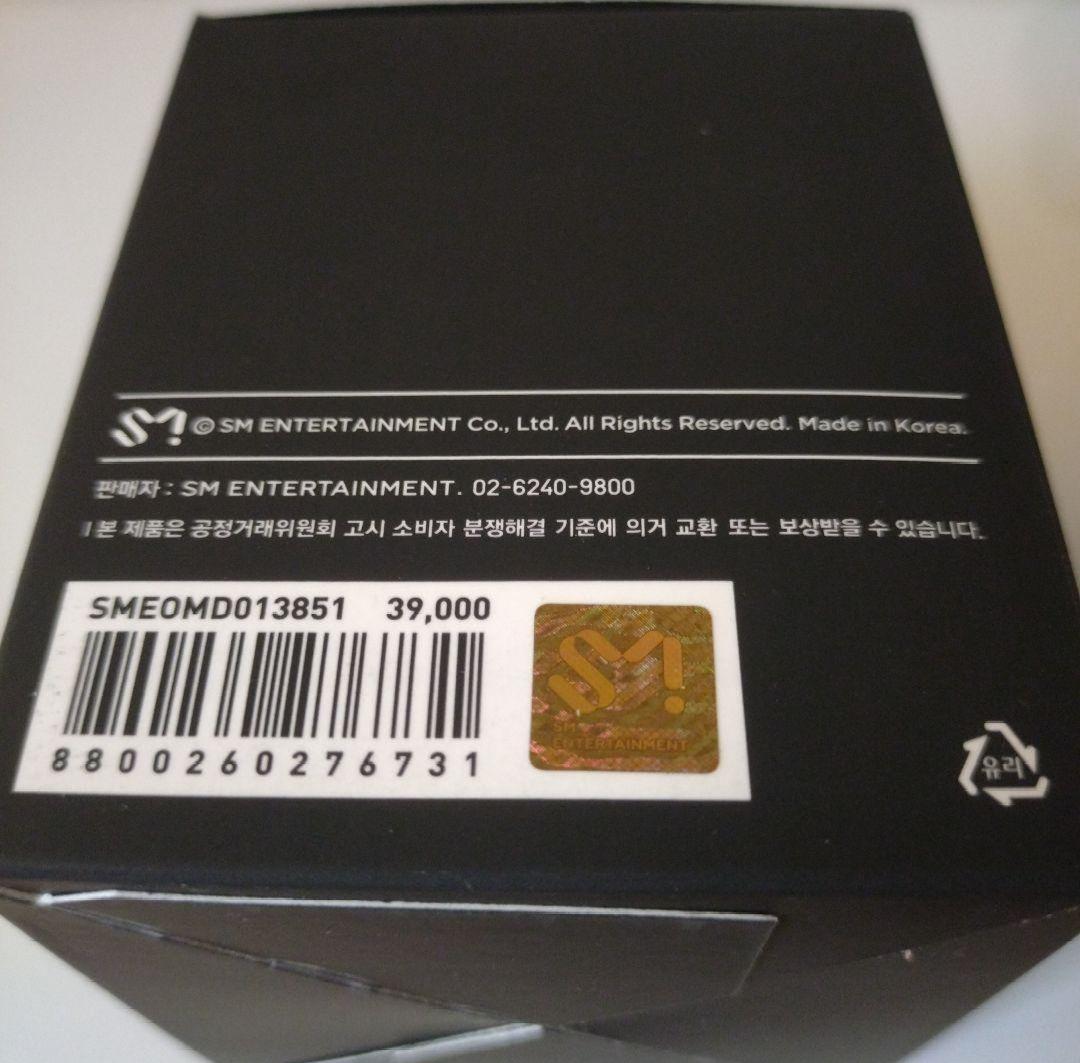 SM! © SM ENTERTAINMENT Co., Ltd. All Rights Reserved. Made in Korea.
판매자 : SM ENTERTAINMENT. 02-6240-9800
본 제품은 공정거래위원회 고시 소비자 분쟁해결 기준에 의거 교환 또는 보상받을 수 있습니다.
SMEOMD013851 39,000
8800260276731
SM!
SM
ENTERTAINMENT
유리